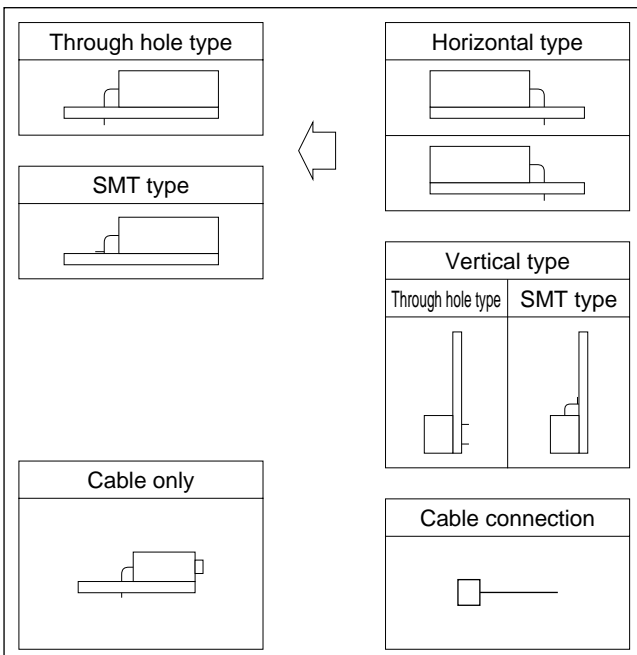 Through hole type
Horizontal type
SMT type
Vertical type
Through hole type
SMT type
Cable only
Cable connection